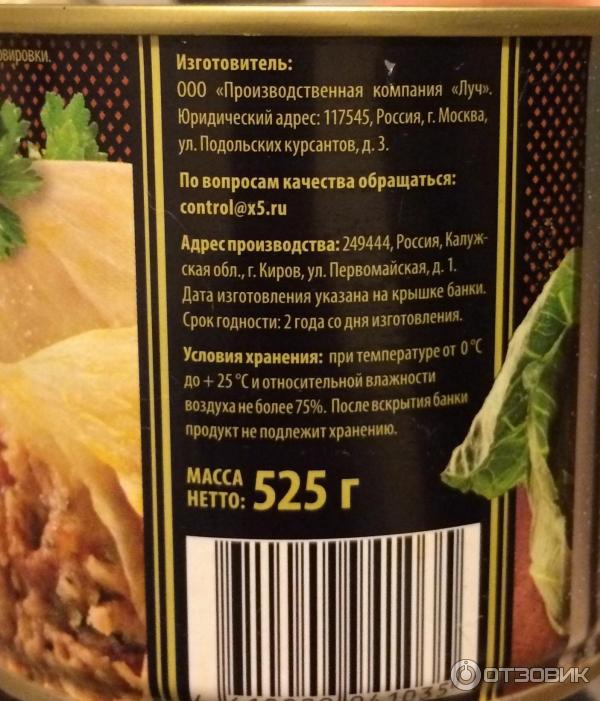 Изготовитель:
ООО «Производственная компания «Луч».
Юридический адрес: 117545, Россия, г. Москва,
ул. Подольских курсантов, д. 3.
По вопросам качества обращаться:
control@x5.ru
Адрес производства: 249444, Россия, Калуж-
ская обл., г. Киров, ул. Первомайская, д. 1.
Дата изготовления указана на крышке банки.
Срок годности: 2 года со дня изготовления.
Условия хранения: при температуре от 0 °С
до + 25 °С и относительной влажности
воздуха не более 75%. После вскрытия банки
продукт не подлежит хранению.
МАССА
НЕТТО: 525 г
ОТЗОВИК